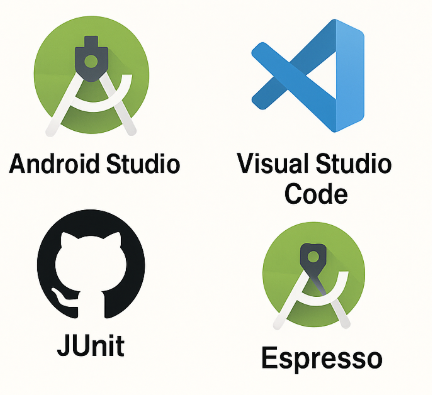 Android Studio
Visual Studio
Code
JUnit
Espresso